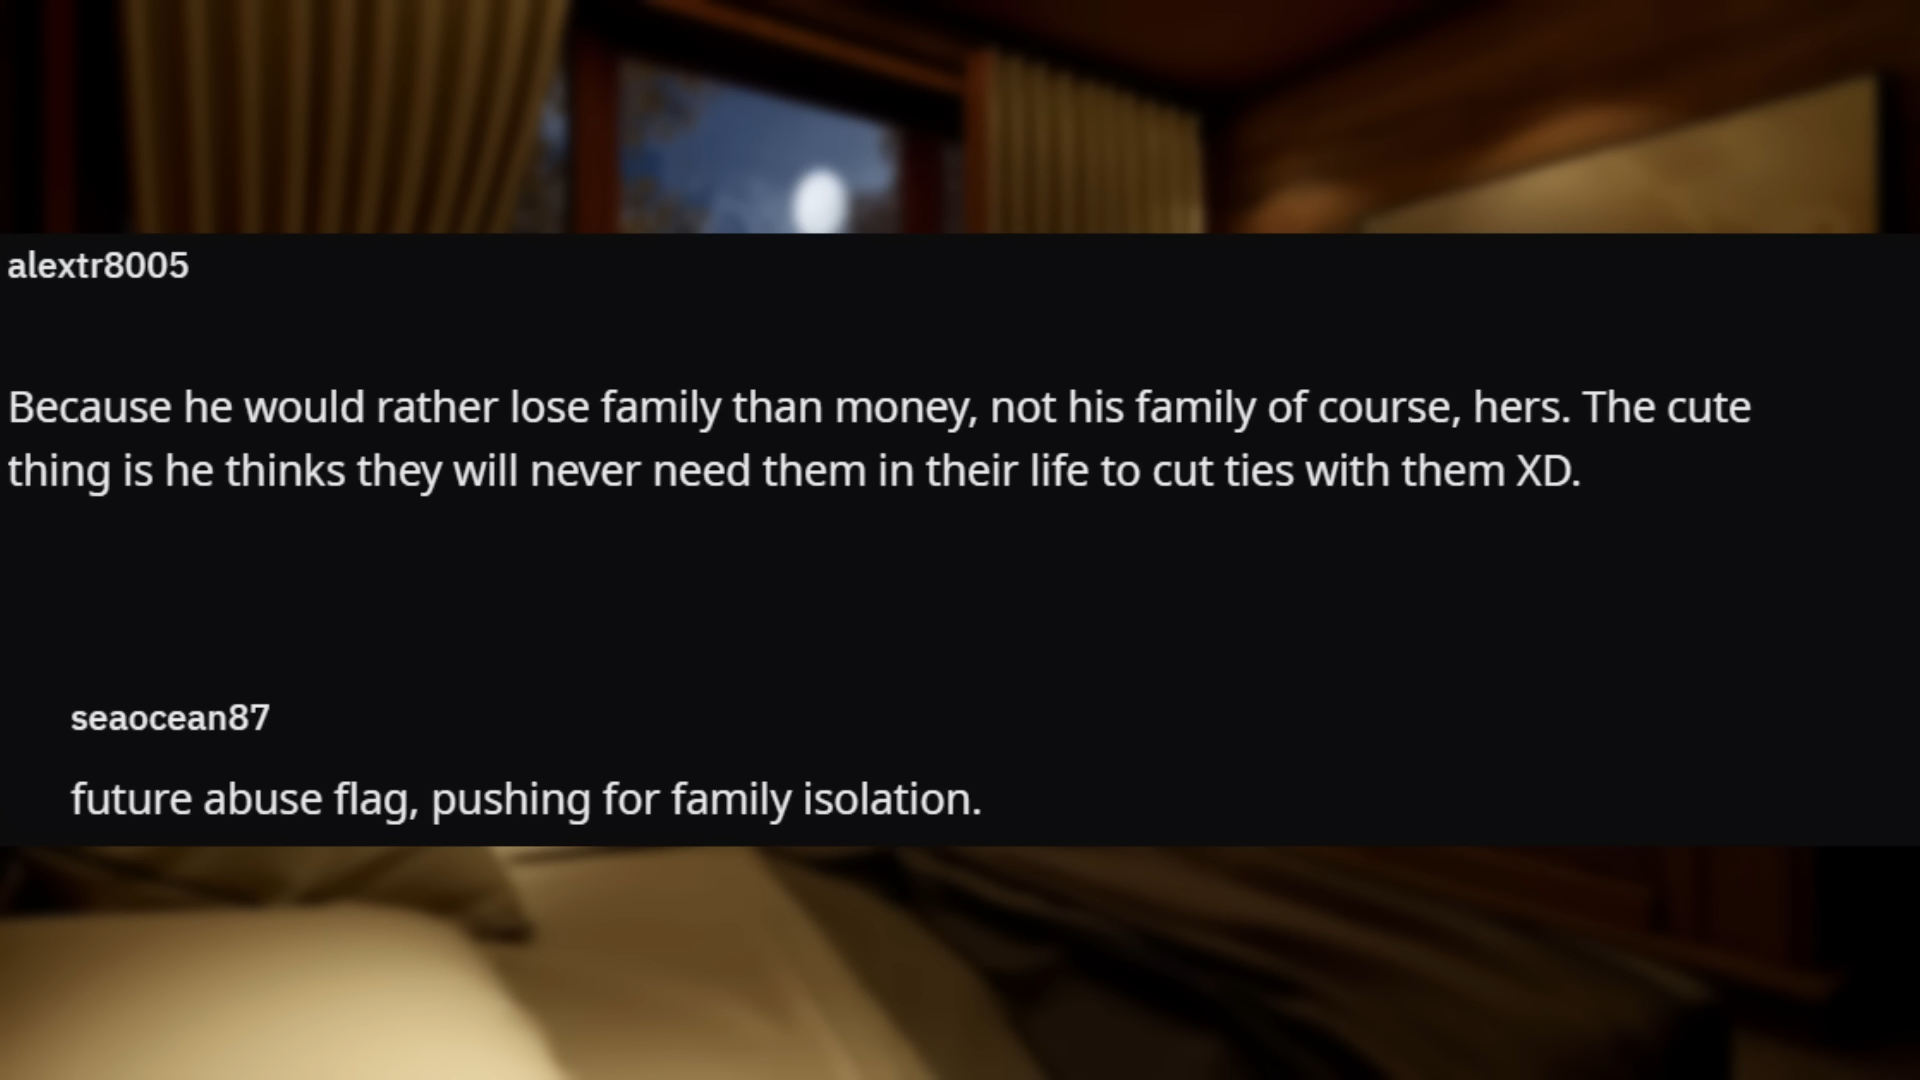 alextr8005
Because he would rather lose family than money, not his family of course, hers. The cute
thing is he thinks they will never need them in their life to cut ties with them XD.
seaocean87
future abuse flag, pushing for family isolation.